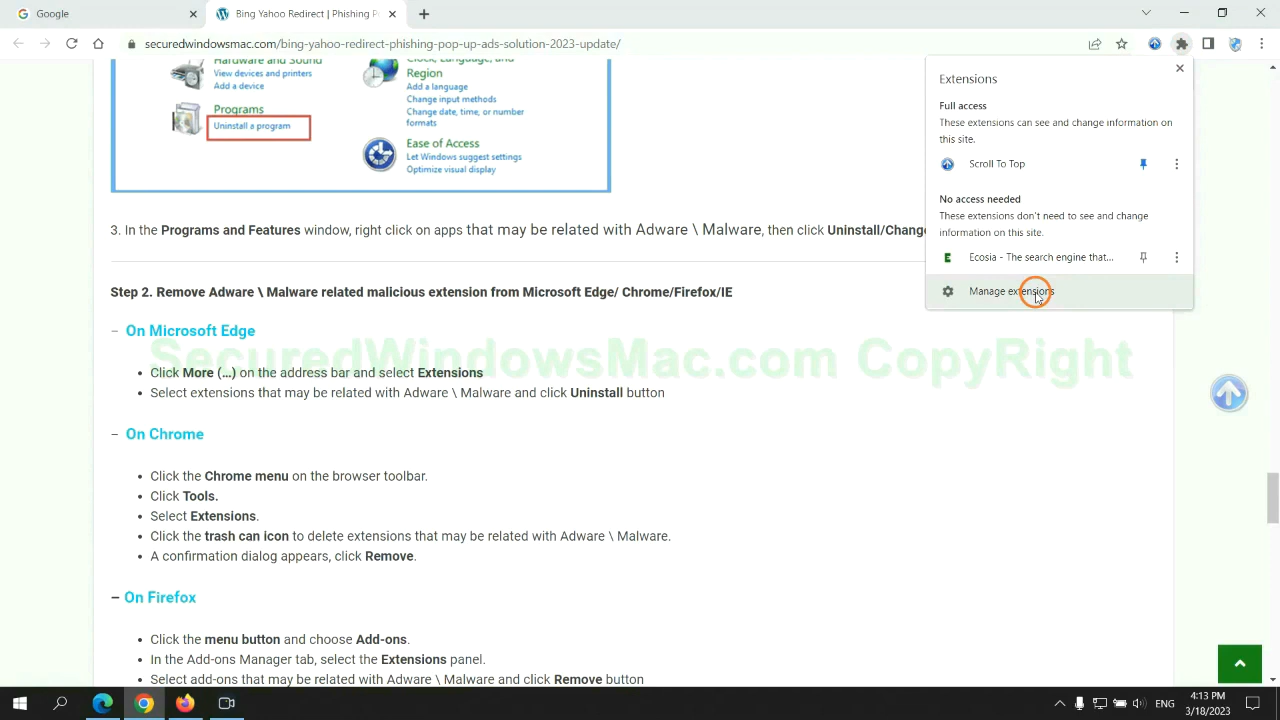 Google
Bing Yahoo Redirect | Phishing P
securedwindowsmac.com/bing-yahoo-redirect-phishing-pop-up-ads-solution-2023-update/
Hardware and Sound
View devices and printers
Add a device
Programs
Uninstall a program
Clock, Language, and
Region
Add a language
Change input methods
Change date, time, or number
formats
Ease of Access
Let Windows suggest settings
Optimize visual display
3. In the Programs and Features window, right click on apps that may be related with Adware \ Malware, then click Uninstall/Change
Step 2. Remove Adware \ Malware related malicious extension from Microsoft Edge/ Chrome/Firefox/IE
– On Microsoft Edge
SecuredWindowsMac.com CopyRight
• Click More (…) on the address bar and select Extensions
• Select extensions that may be related with Adware \ Malware and click Uninstall button
– On Chrome
• Click the Chrome menu on the browser toolbar.
• Click Tools.
• Select Extensions.
• Click the trash can icon to delete extensions that may be related with Adware \ Malware.
• A confirmation dialog appears, click Remove.
– On Firefox
• Click the menu button and choose Add-ons.
• In the Add-ons Manager tab, select the Extensions panel.
• Select add-ons that may be related with Adware \ Malware and click Remove button
Extensions
Full access
These extensions can see and change information on
this site.
Scroll To Top
No access needed
These extensions don't need to see and change
information on this site.
Ecosia - The search engine that...
Manage extensions
ENG
4:13 PM
3/18/2023